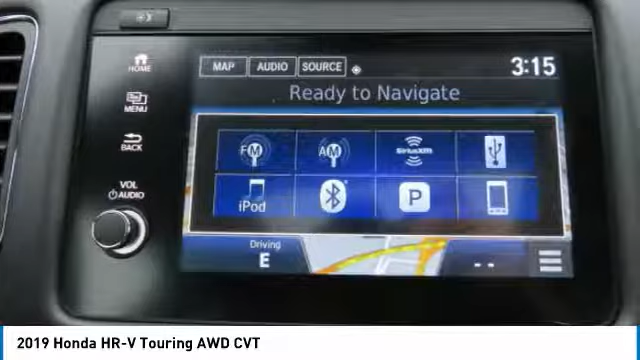 MAP AUDIO SOURCE 3:15
HOME
Ready to Navigate
MENU
FM AM SiriusXM
BACK
VOL
AUDIO
iPod P
Driving
E
--
2019 Honda HR-V Touring AWD CVT